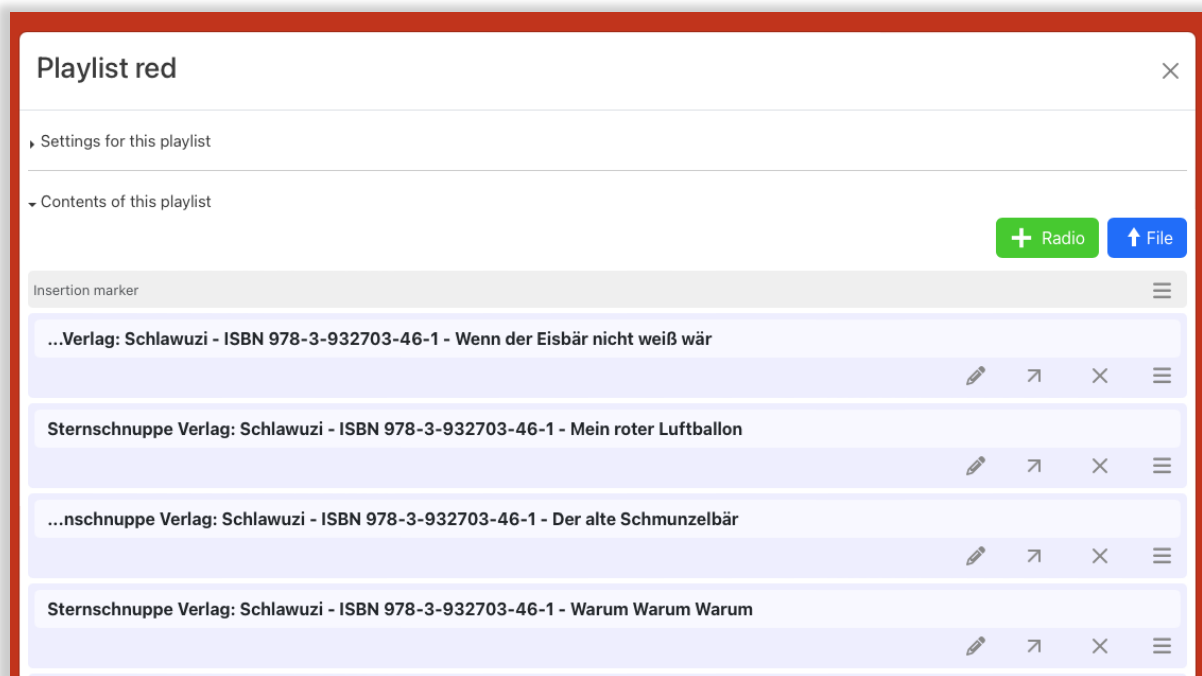 Playlist red
Settings for this playlist
Contents of this playlist
Radio
File
Insertion marker
...Verlag: Schlawuzi - ISBN 978-3-932703-46-1 - Wenn der Eisbär nicht weiß wär
Sternschnuppe Verlag: Schlawuzi - ISBN 978-3-932703-46-1 - Mein roter Luftballon
...nschnuppe Verlag: Schlawuzi - ISBN 978-3-932703-46-1 - Der alte Schmunzelbär
Sternschnuppe Verlag: Schlawuzi - ISBN 978-3-932703-46-1 - Warum Warum Warum